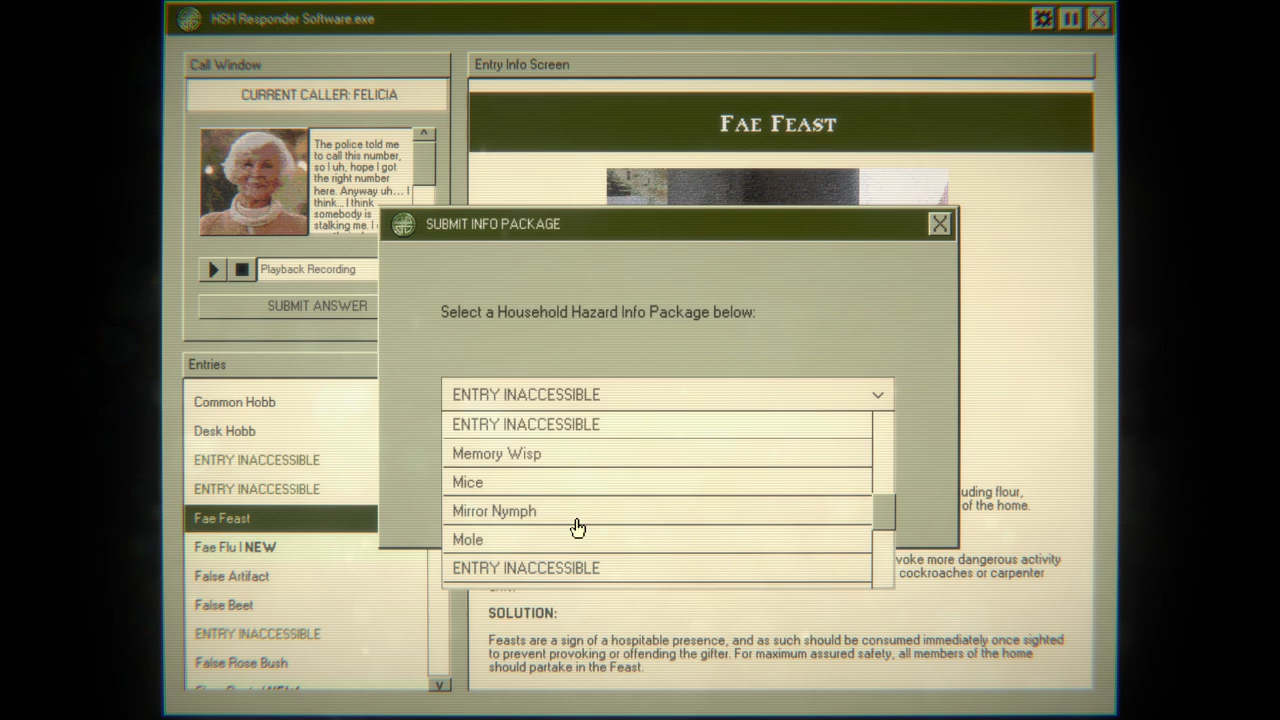 HSH Responder Software.exe
Call Window
CURRENT CALLER: FELICIA
The police told me
to call this number,
so I uh, hope I got
the right number
here. Anyway uh... I
think... I think
somebody is
stalking me. I
Playback Recording
SUBMIT ANSWER
Entries
Common Hobb
Desk Hobb
ENTRY INACCESSIBLE
ENTRY INACCESSIBLE
Fae Feast
Fae Flu | NEW
False Artifact
False Beet
ENTRY INACCESSIBLE
False Rose Bush
Entry Info Screen
FAE FEAST
SUBMIT INFO PACKAGE
Select a Household Hazard Info Package below:
ENTRY INACCESSIBLE
ENTRY INACCESSIBLE
Memory Wisp
Mice
Mirror Nymph
Mole
ENTRY INACCESSIBLE
uding flour,
of the home.
voke more dangerous activity
cockroaches or carpenter
SOLUTION:
Feasts are a sign of a hospitable presence, and as such should be consumed immediately once sighted
to prevent provoking or offending the gifter. For maximum assured safety, all members of the home
should partake in the Feast.